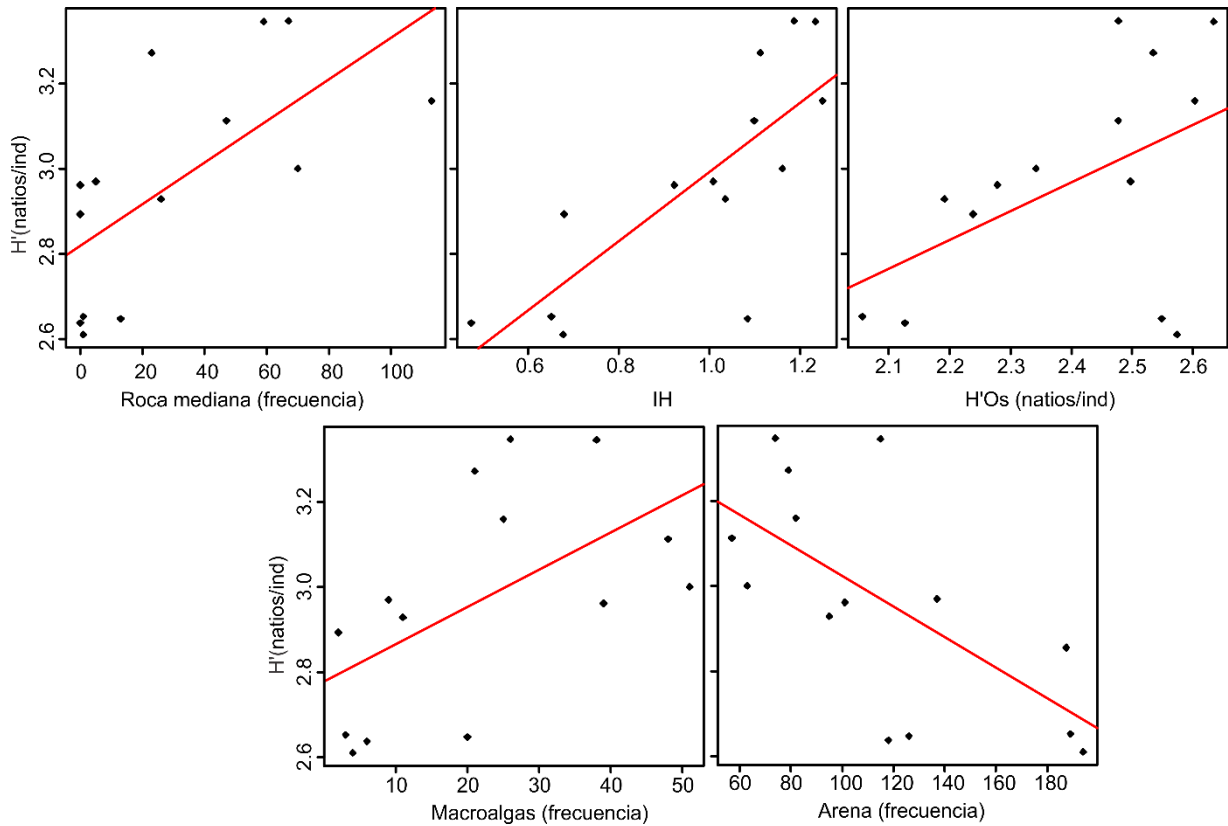 H'(natios/ind)
2.6 2.8 3.0 3.2
0 20 40 60 80 100
Roca mediana (frecuencia)
0.6 0.8 1.0 1.2
IH
2.1 2.2 2.3 2.4 2.5 2.6
H'Os (natios/ind)
H'(natios/ind)
2.6 2.8 3.0 3.2
10 20 30 40 50
Macroalgas (frecuencia)
60 80 100 120 140 160 180
Arena (frecuencia)